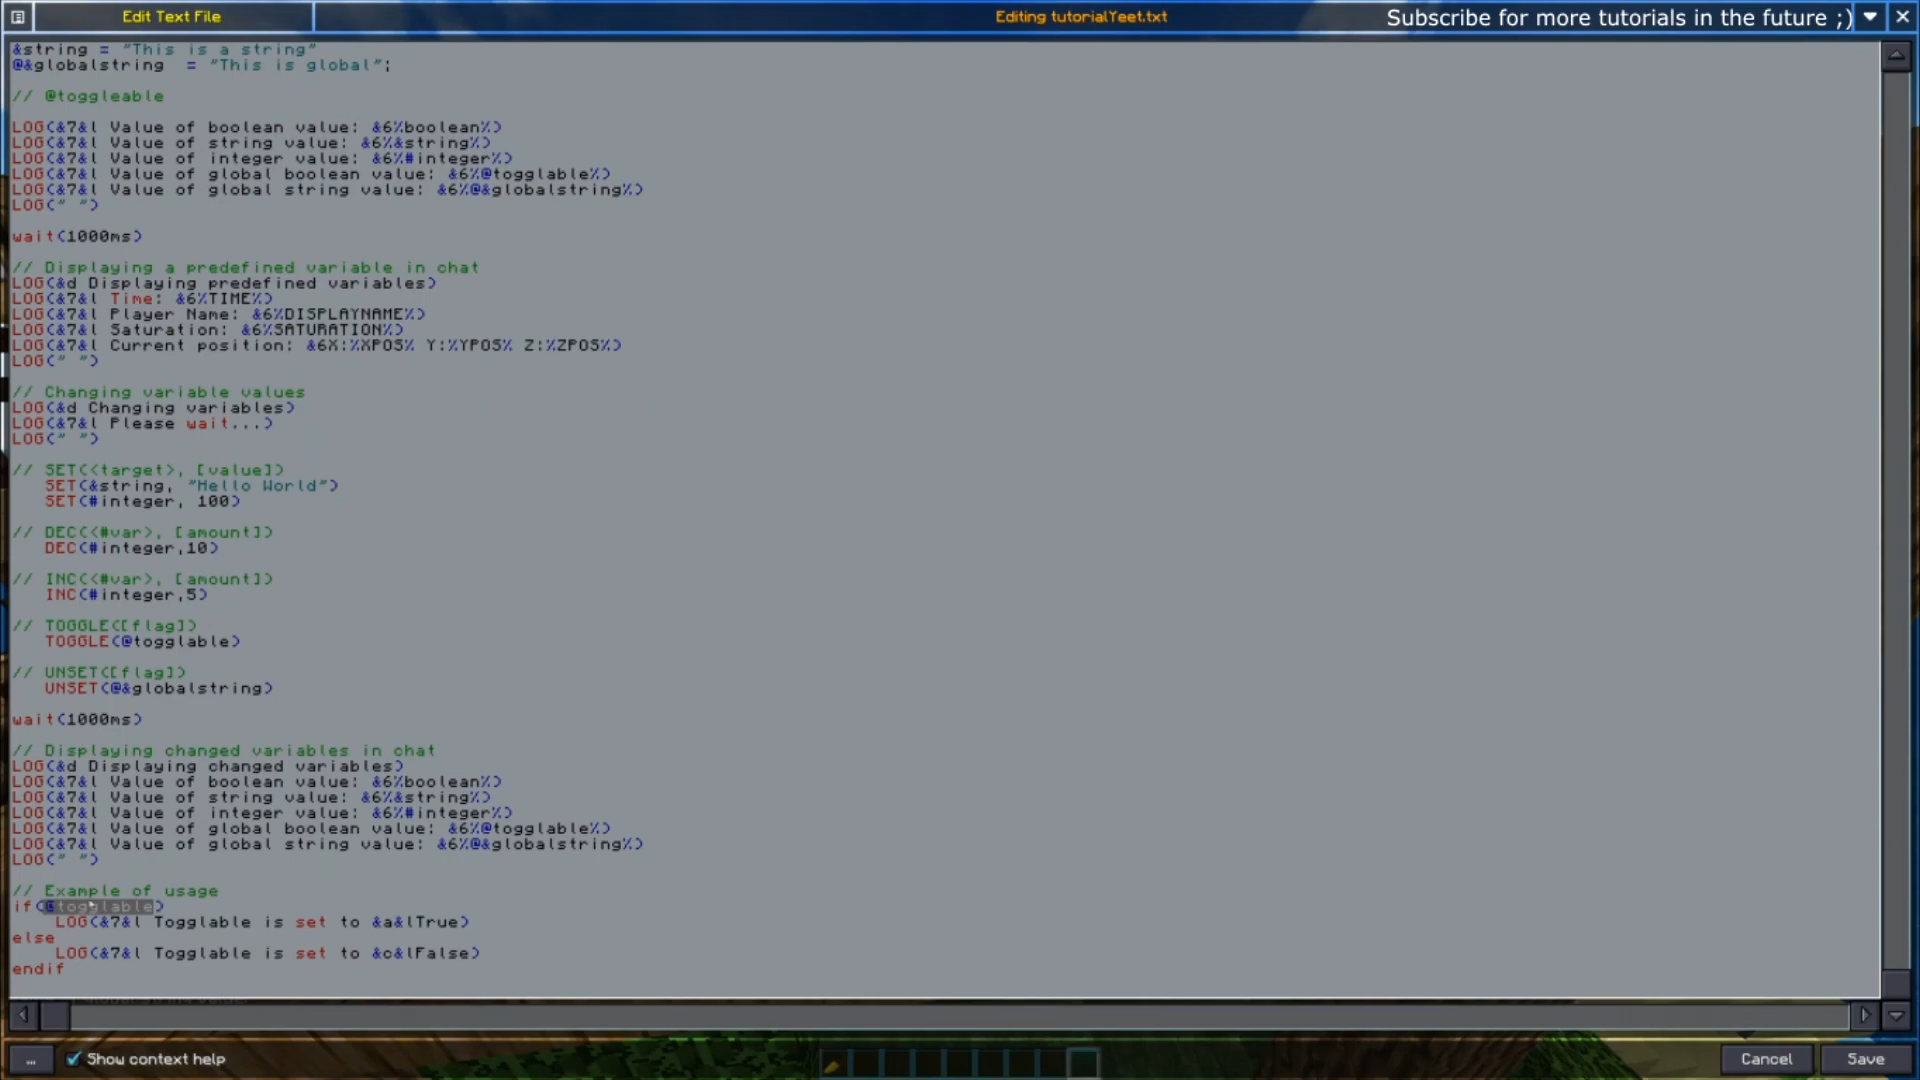 Edit Text File
Editing tutorialYeet.txt
Subscribe for more tutorials in the future ;)
&string = "This is a string"
@&globalstring  = "This is global";
// @toggleable
LOG(&7&l Value of boolean value: &6%boolean%)
LOG(&7&l Value of string value: &6%&string%)
LOG(&7&l Value of integer value: &6%#integer%)
LOG(&7&l Value of global boolean value: &6%@togglable%)
LOG(&7&l Value of global string value: &6%@&globalstring%)
LOG(" ")
wait(1000ms)
// Displaying a predefined variable in chat
LOG(&d Displaying predefined variables)
LOG(&7&l Time: &6%TIME%)
LOG(&7&l Player Name: &6%DISPLAYNAME%)
LOG(&7&l Saturation: &6%SATURATION%)
LOG(&7&l Current position: &6X:%XPOS% Y:%YPOS% Z:%ZPOS%)
LOG(" ")
// Changing variable values
LOG(&d Changing variables)
LOG(&7&l Please wait...)
LOG(" ")
// SET(<target>, [value])
SET(&string, "Hello World")
SET(#integer, 100)
// DEC(<#var>, [amount])
DEC(#integer,10)
// INC(<#var>, [amount])
INC(#integer,5)
// TOGGLE([flag])
TOGGLE(@togglable)
// UNSET([flag])
UNSET(@&globalstring)
wait(1000ms)
// Displaying changed variables in chat
LOG(&d Displaying changed variables)
LOG(&7&l Value of boolean value: &6%boolean%)
LOG(&7&l Value of string value: &6%&string%)
LOG(&7&l Value of integer value: &6%#integer%)
LOG(&7&l Value of global boolean value: &6%@togglable%)
LOG(&7&l Value of global string value: &6%@&globalstring%)
LOG(" ")
// Example of usage
if(@togglable)
LOG(&7&l Togglable is set to &a&lTrue)
else
LOG(&7&l Togglable is set to &c&lFalse)
endif
...
Show context help
Cancel
Save